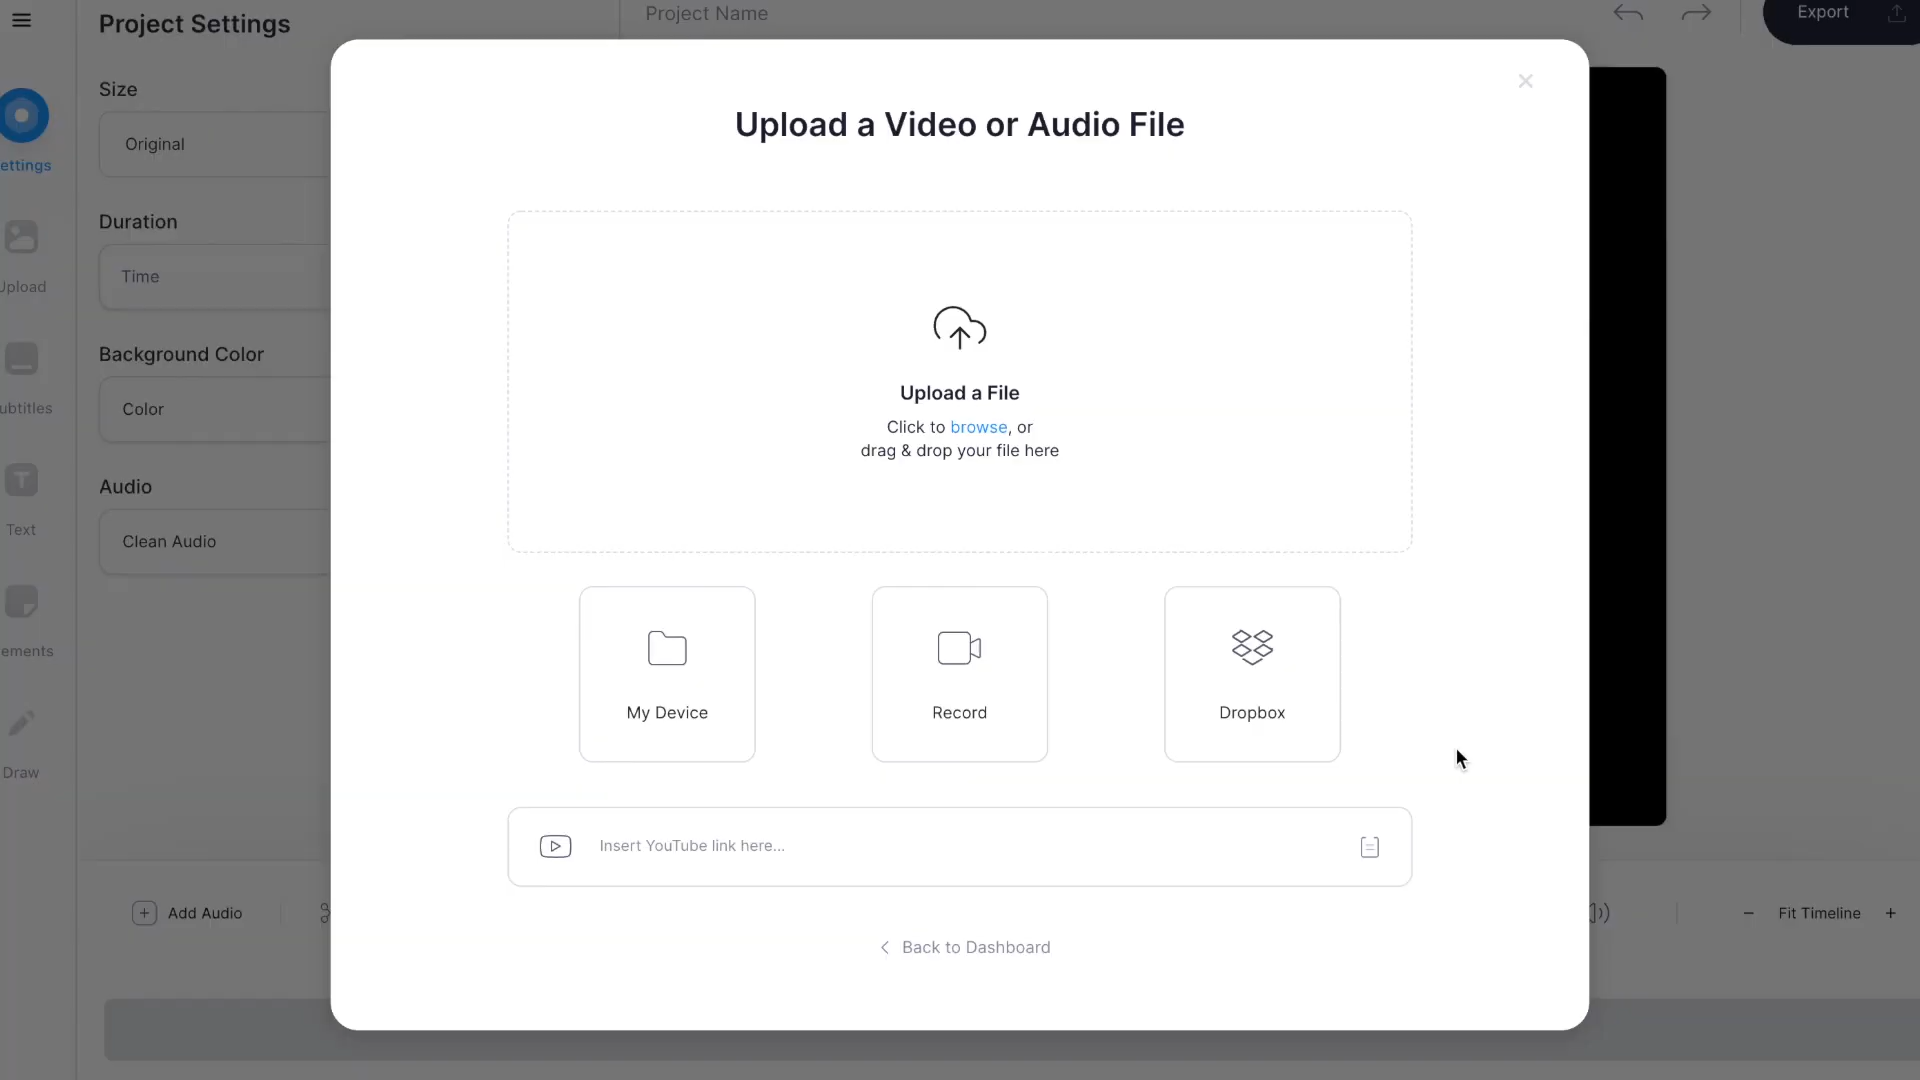 Project Settings
Project Name
Export
Size
Original
ettings
Duration
Time
Upload
Background Color
Color
ubtitles
Audio
Clean Audio
Text
ements
Draw
Upload a Video or Audio File
Upload a File
Click to browse, or
drag & drop your file here
My Device
Record
Dropbox
Insert YouTube link here...
Back to Dashboard
Add Audio
Fit Timeline